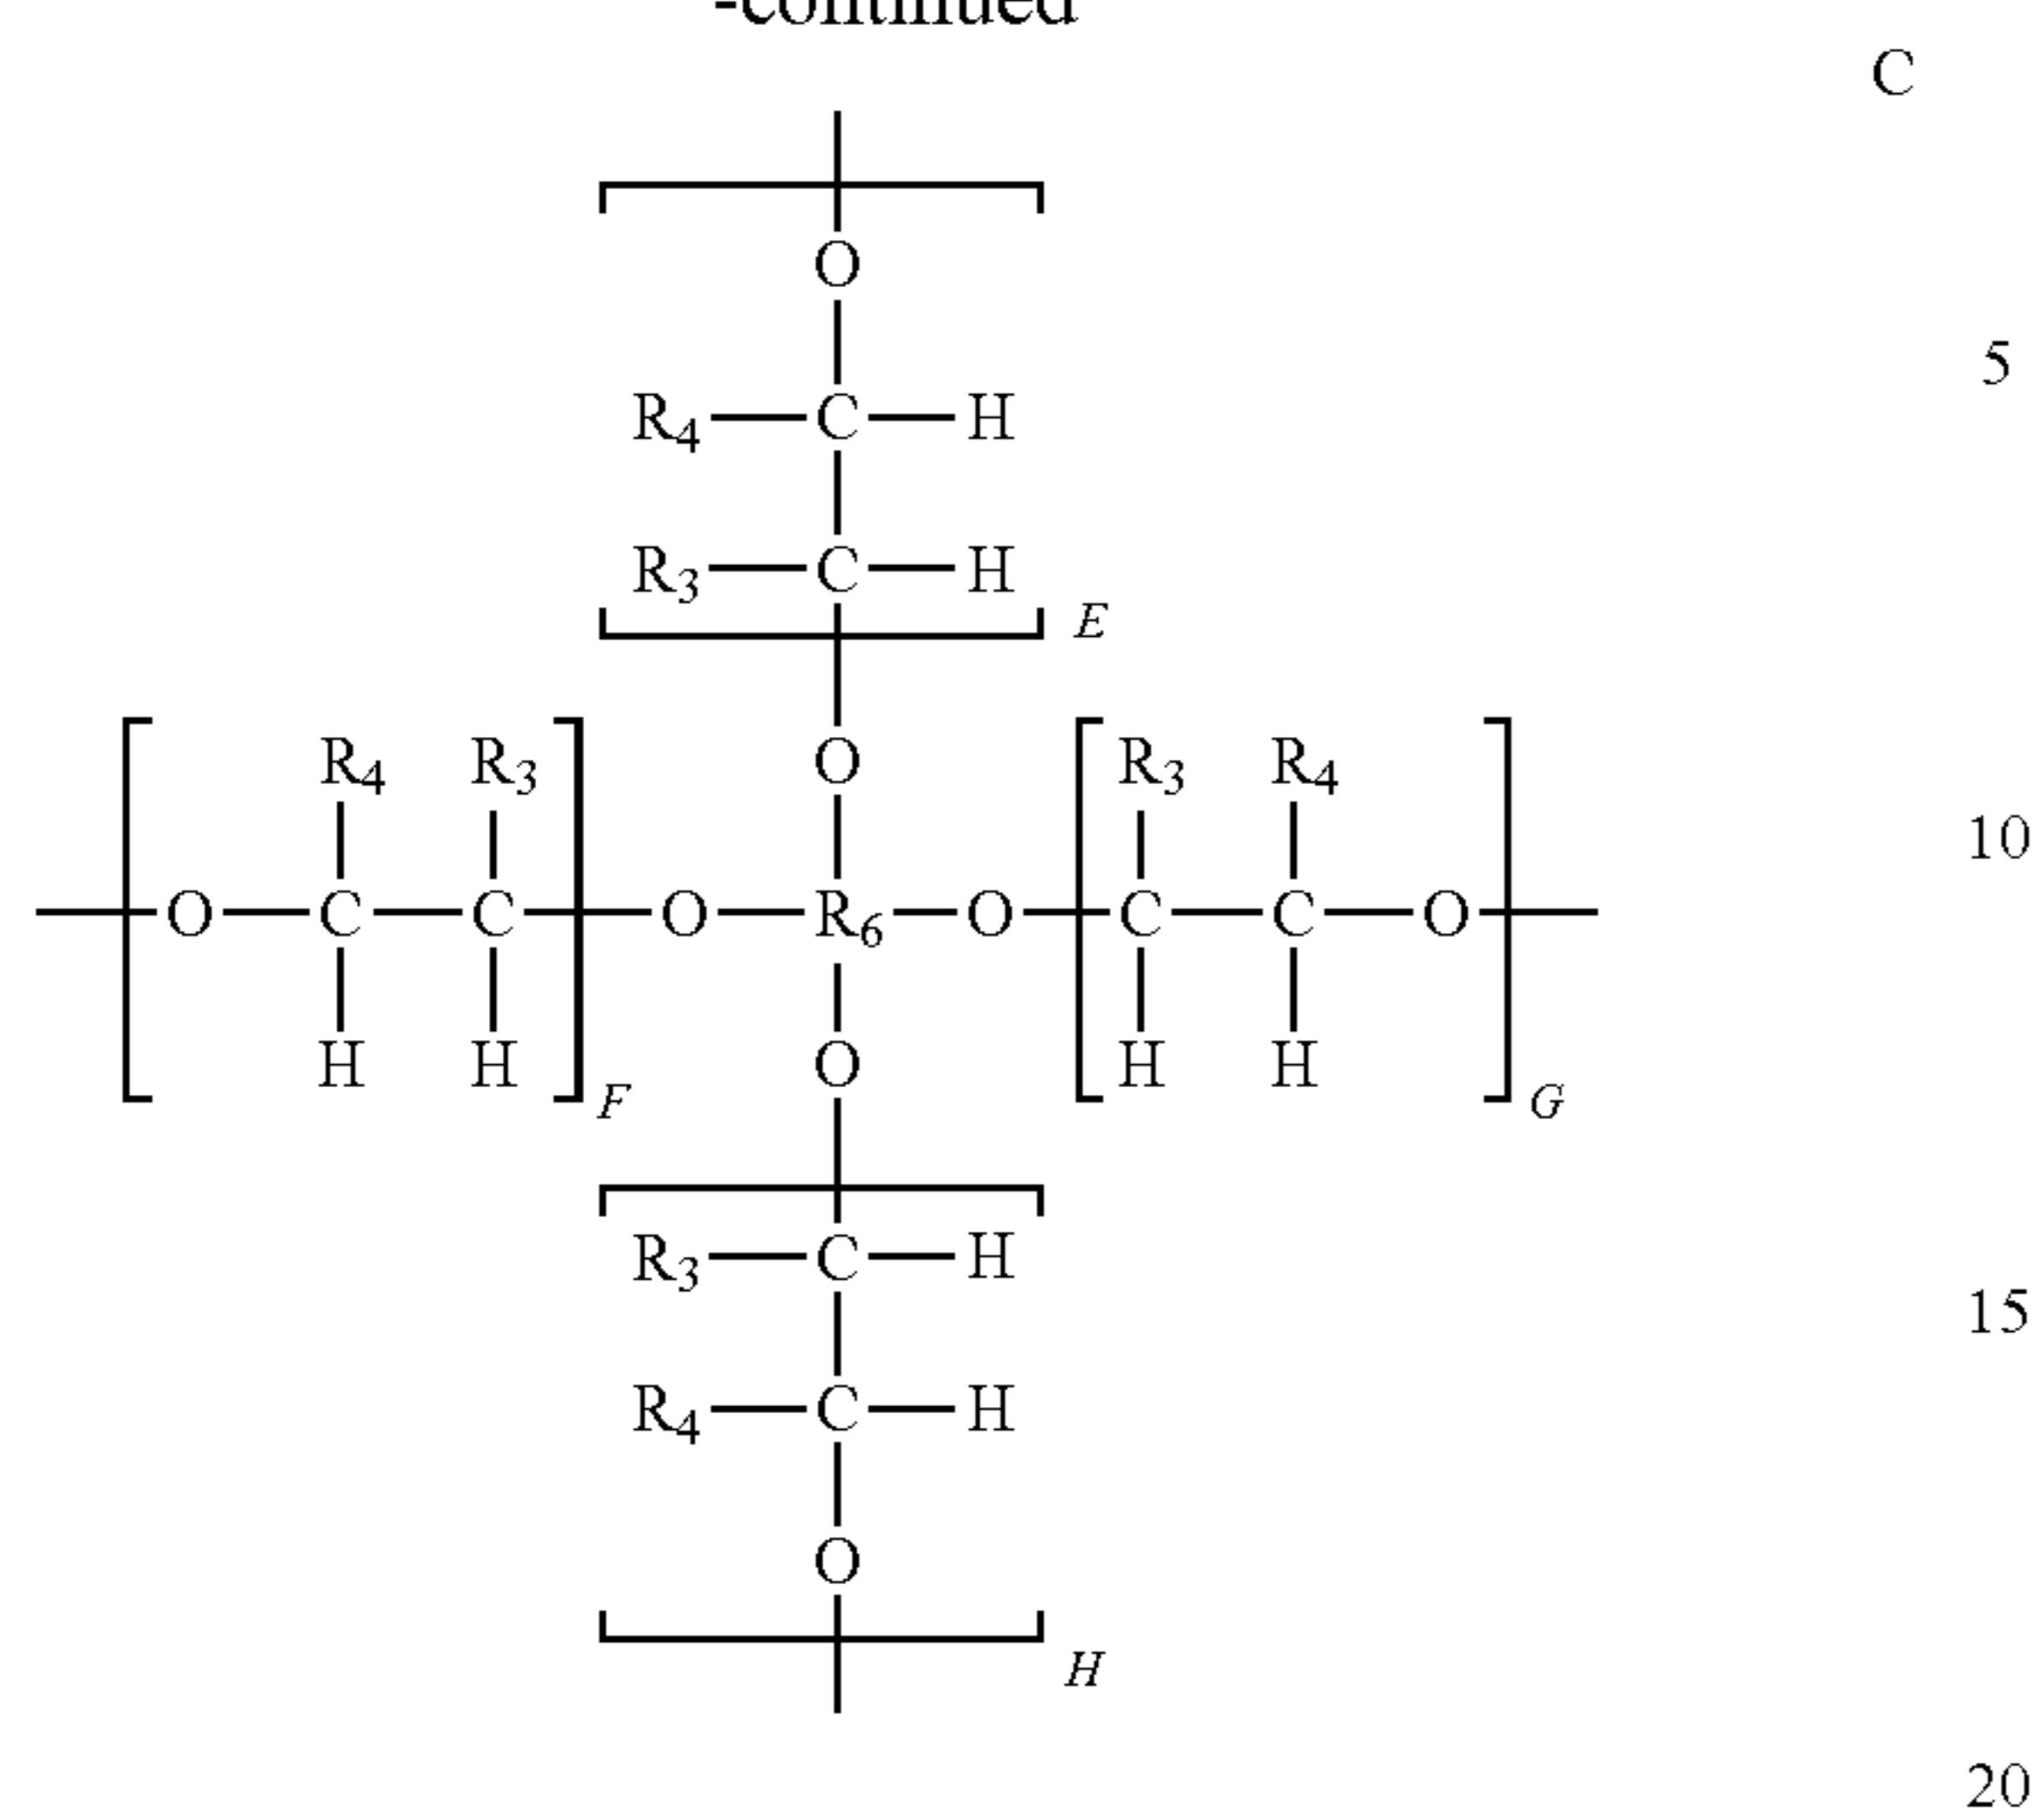 -continued
C
O
R4 C H
5
R3 C H
E
O
R4 R3 R3 R4
10
O C C O R6 O C C O
H H O H H
F G
R3 C H
15
R4 C H
O
H
20